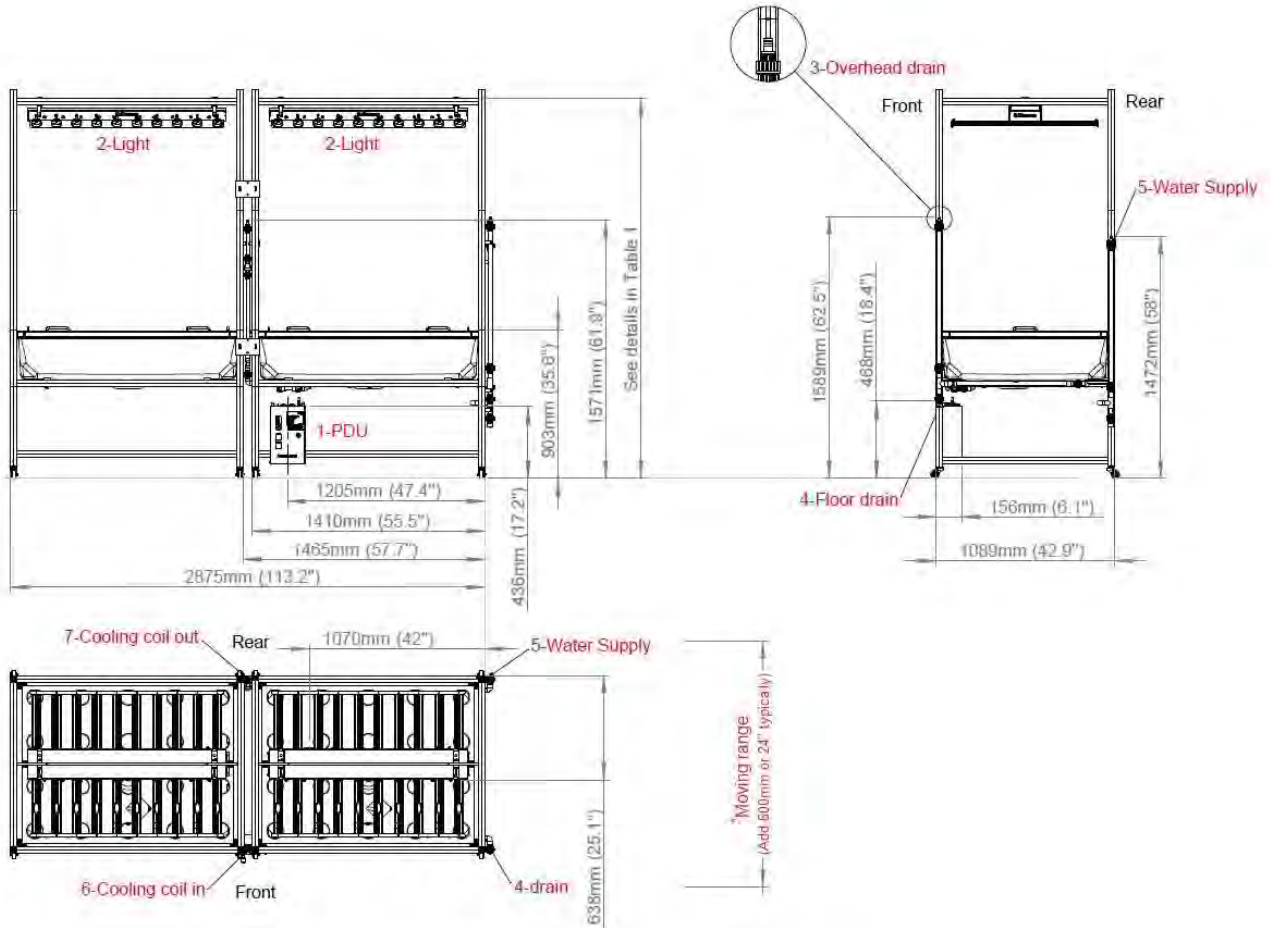 3-Overhead drain
Front
Rear
2-Light
2-Light
5-Water Supply
See details in Table 1
1571mm (61.9")
903mm (35.6")
1589mm (62.5")
468mm (18.4")
1472mm (58")
1-PDU
1205mm (47.4")
1410mm (55.5")
1465mm (57.7")
2875mm (113.2")
436mm (17.2")
4-Floor drain
156mm (6.1")
1089mm (42.9")
7-Cooling coil out
Rear
1070mm (42")
5-Water Supply
*Moving range
(Add 600mm or 24" typically)
6-Cooling coil in
Front
4-drain
638mm (25.1")